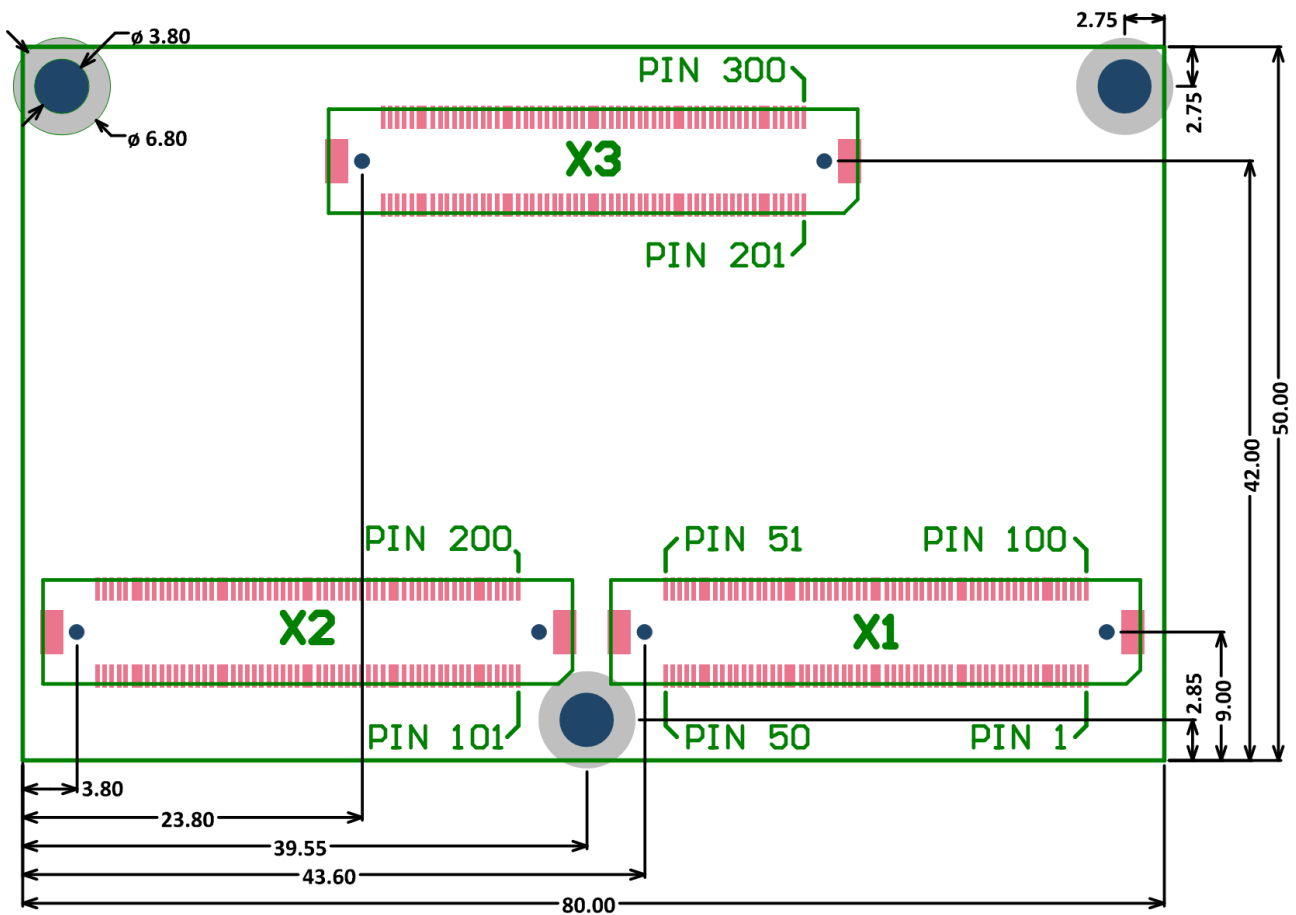 2.75
ø 3.80
PIN 300
2.75
ø 6.80
X3
PIN 201
50.00
42.00
PIN 200
PIN 51
PIN 100
X2
X1
2.85
9.00
PIN 101
PIN 50
PIN 1
3.80
23.80
39.55
43.60
80.00